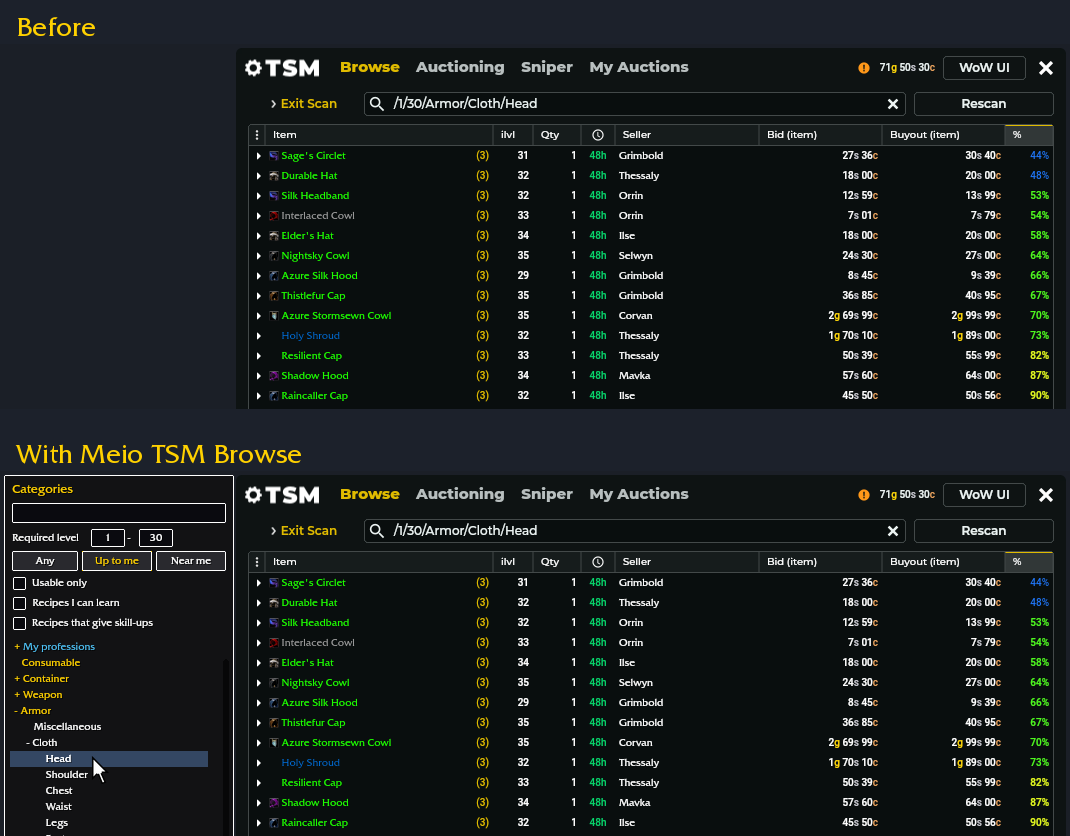 Before
TSM Browse Auctioning Sniper My Auctions 71g 50s 30c WoW UI
› Exit Scan /1/30/Armor/Cloth/Head Rescan
Item ilvl Qty Seller Bid (item) Buyout (item) %
Sage's Circlet (3) 31 1 48h Grimbold 27s 36c 30s 40c 44%
Durable Hat (3) 32 1 48h Thessaly 18s 00c 20s 00c 48%
Silk Headband (3) 32 1 48h Orrin 12s 59c 13s 99c 53%
Interlaced Cowl (3) 33 1 48h Orrin 7s 01c 7s 79c 54%
Elder's Hat (3) 34 1 48h Ilse 18s 00c 20s 00c 58%
Nightsky Cowl (3) 35 1 48h Selwyn 24s 30c 27s 00c 64%
Azure Silk Hood (3) 29 1 48h Grimbold 8s 45c 9s 39c 66%
Thistlefur Cap (3) 35 1 48h Grimbold 36s 85c 40s 95c 67%
Azure Stormsewn Cowl (3) 35 1 48h Corvan 2g 69s 99c 2g 99s 99c 70%
Holy Shroud (3) 32 1 48h Thessaly 1g 70s 10c 1g 89s 00c 73%
Resilient Cap (3) 33 1 48h Thessaly 50s 39c 55s 99c 82%
Shadow Hood (3) 34 1 48h Mavka 57s 60c 64s 00c 87%
Raincaller Cap (3) 32 1 48h Ilse 45s 50c 50s 56c 90%
With Meio TSM Browse
Categories
Required level 1 - 30
Any Up to me Near me
Usable only
Recipes I can learn
Recipes that give skill-ups
+ My professions
Consumable
+ Container
+ Weapon
- Armor
Miscellaneous
- Cloth
Head
Shoulder
Chest
Waist
Legs
TSM Browse Auctioning Sniper My Auctions 71g 50s 30c WoW UI
› Exit Scan /1/30/Armor/Cloth/Head Rescan
Item ilvl Qty Seller Bid (item) Buyout (item) %
Sage's Circlet (3) 31 1 48h Grimbold 27s 36c 30s 40c 44%
Durable Hat (3) 32 1 48h Thessaly 18s 00c 20s 00c 48%
Silk Headband (3) 32 1 48h Orrin 12s 59c 13s 99c 53%
Interlaced Cowl (3) 33 1 48h Orrin 7s 01c 7s 79c 54%
Elder's Hat (3) 34 1 48h Ilse 18s 00c 20s 00c 58%
Nightsky Cowl (3) 35 1 48h Selwyn 24s 30c 27s 00c 64%
Azure Silk Hood (3) 29 1 48h Grimbold 8s 45c 9s 39c 66%
Thistlefur Cap (3) 35 1 48h Grimbold 36s 85c 40s 95c 67%
Azure Stormsewn Cowl (3) 35 1 48h Corvan 2g 69s 99c 2g 99s 99c 70%
Holy Shroud (3) 32 1 48h Thessaly 1g 70s 10c 1g 89s 00c 73%
Resilient Cap (3) 33 1 48h Thessaly 50s 39c 55s 99c 82%
Shadow Hood (3) 34 1 48h Mavka 57s 60c 64s 00c 87%
Raincaller Cap (3) 32 1 48h Ilse 45s 50c 50s 56c 90%